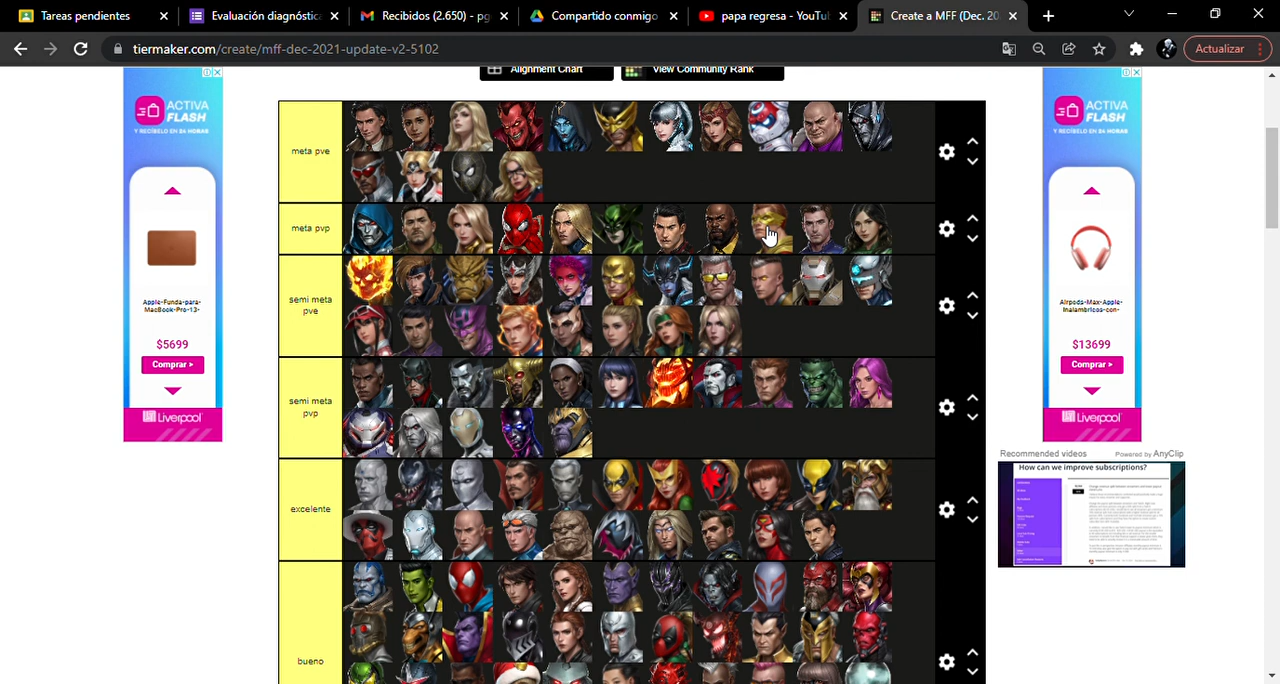 Tareas pendientes
Evaluación diagnóstica
Recibidos (2.650) - pg
Compartido conmigo
papa regresa - YouTu
Create a MFF (Dec. 20
tiermaker.com/create/mff-dec-2021-update-v2-5102
Actualizar
Alignment Chart
View Community Rank
ACTIVA
FLASH
Y RECÍBELO EN 24 HORAS
Apple-Funda-para-
MacBook-Pro-13-
$5699
Comprar >
Liverpool
meta pve
meta pvp
semi meta
pve
semi meta
pvp
excelente
bueno
ACTIVA
FLASH
Y RECÍBELO EN 24 HORAS
Airpods-Max-Apple-
Inalambricos-con-
$13699
Comprar >
Liverpool
Recommended videos
Powered by AnyClip
How can we improve subscriptions?